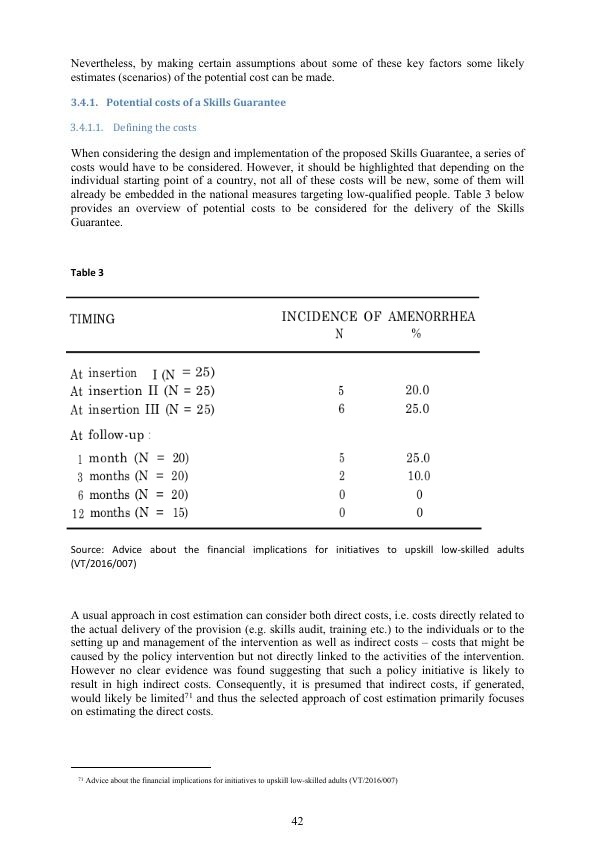 Nevertheless, by making certain assumptions about some of these key factors some likely
estimates (scenarios) of the potential cost can be made.
3.4.1. Potential costs of a Skills Guarantee
3.4.1.1. Defining the costs
When considering the design and implementation of the proposed Skills Guarantee, a series of
costs would have to be considered. However, it should be highlighted that depending on the
individual starting point of a country, not all of these costs will be new, some of them will
already be embedded in the national measures targeting low-qualified people. Table 3 below
provides an overview of potential costs to be considered for the delivery of the Skills
Guarantee.
Table 3
TIMING INCIDENCE OF AMENORRHEA
N %
At insertion I (N = 25)
At insertion II (N = 25) 5 20.0
At insertion III (N = 25) 6 25.0
At follow-up :
1 month (N = 20) 5 25.0
3 months (N = 20) 2 10.0
6 months (N = 20) 0 0
12 months (N = 15) 0 0
Source: Advice about the financial implications for initiatives to upskill low-skilled adults
(VT/2016/007)
A usual approach in cost estimation can consider both direct costs, i.e. costs directly related to
the actual delivery of the provision (e.g. skills audit, training etc.) to the individuals or to the
setting up and management of the intervention as well as indirect costs – costs that might be
caused by the policy intervention but not directly linked to the activities of the intervention.
However no clear evidence was found suggesting that such a policy initiative is likely to
result in high indirect costs. Consequently, it is presumed that indirect costs, if generated,
would likely be limited71 and thus the selected approach of cost estimation primarily focuses
on estimating the direct costs.
71 Advice about the financial implications for initiatives to upskill low-skilled adults (VT/2016/007)
42